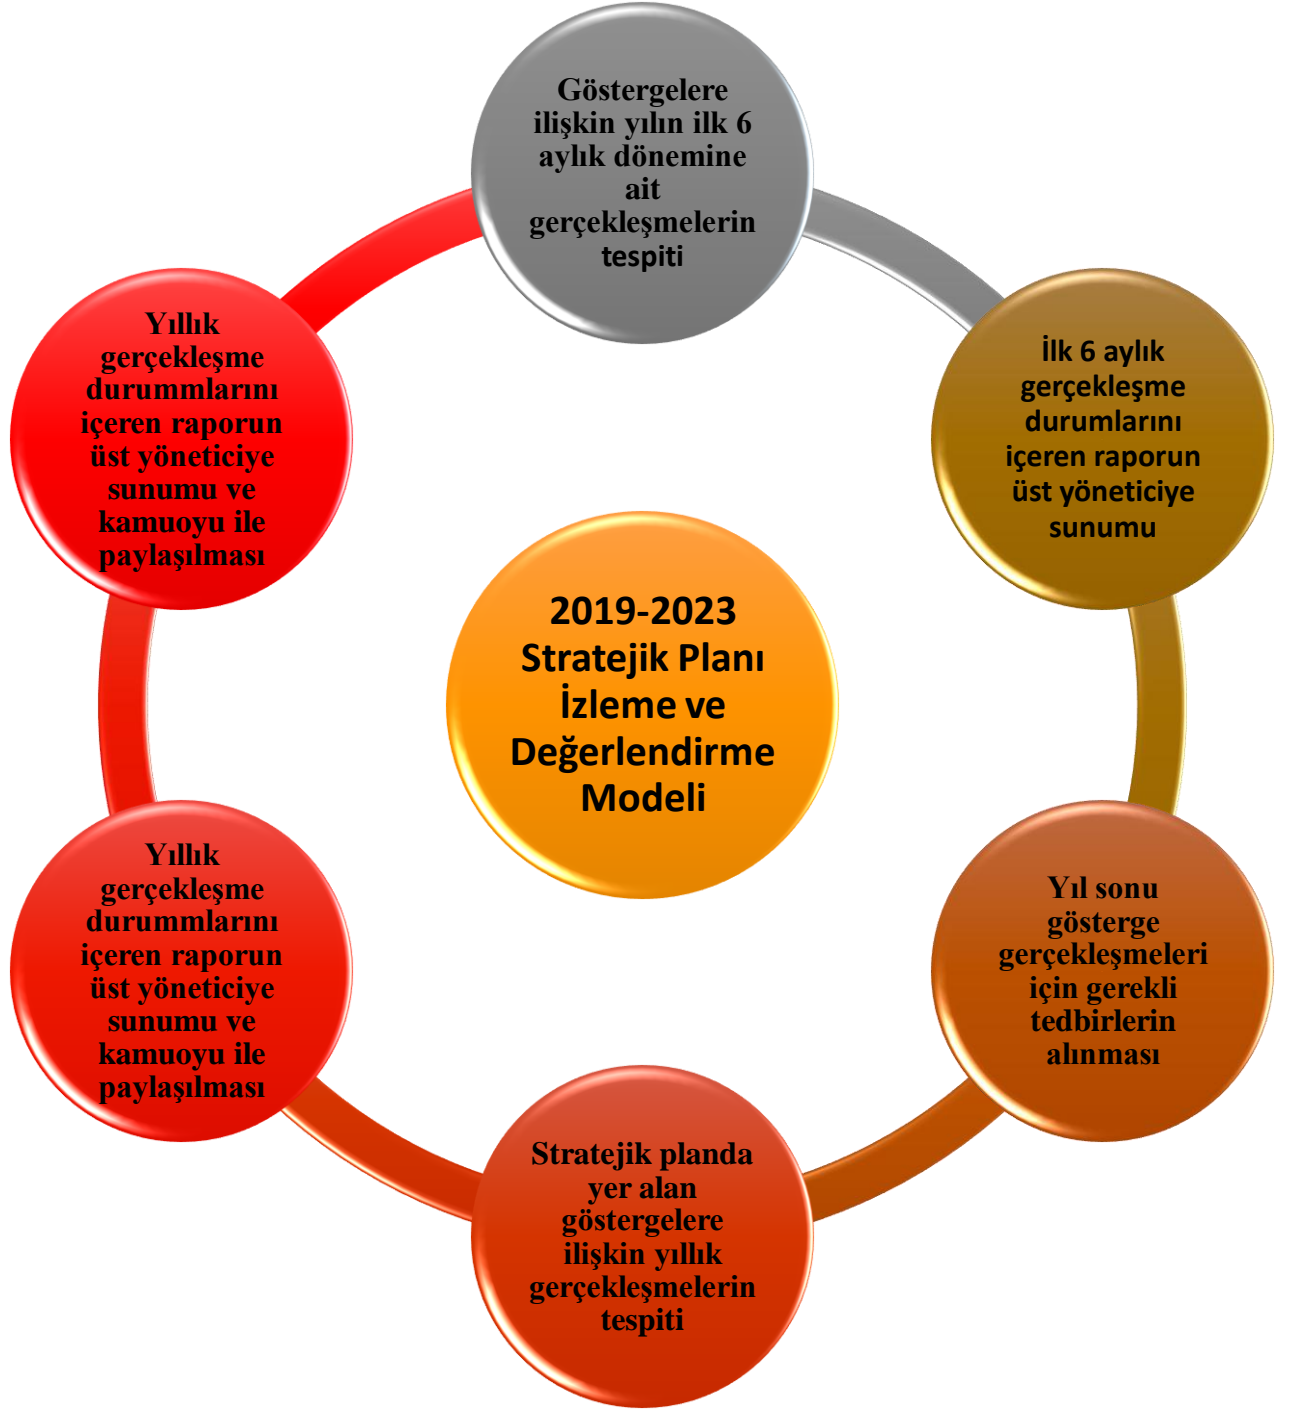 Göstergelere
ilişkin yılın ilk 6
aylık dönemine
ait
gerçekleşmelerin
tespiti
İlk 6 aylık
gerçekleşme
durumlarını
içeren raporun
üst yöneticiye
sunumu
Yıl sonu
gösterge
gerçekleşmeleri
için gerekli
tedbirlerin
alınması
Stratejik planda
yer alan
göstergelere
ilişkin yıllık
gerçekleşmelerin
tespiti
Yıllık
gerçekleşme
durummlarını
içeren raporun
üst yöneticiye
sunumu ve
kamuoyu ile
paylaşılması
Yıllık
gerçekleşme
durummlarını
içeren raporun
üst yöneticiye
sunumu ve
kamuoyu ile
paylaşılması
2019-2023
Stratejik Planı
İzleme ve
Değerlendirme
Modeli